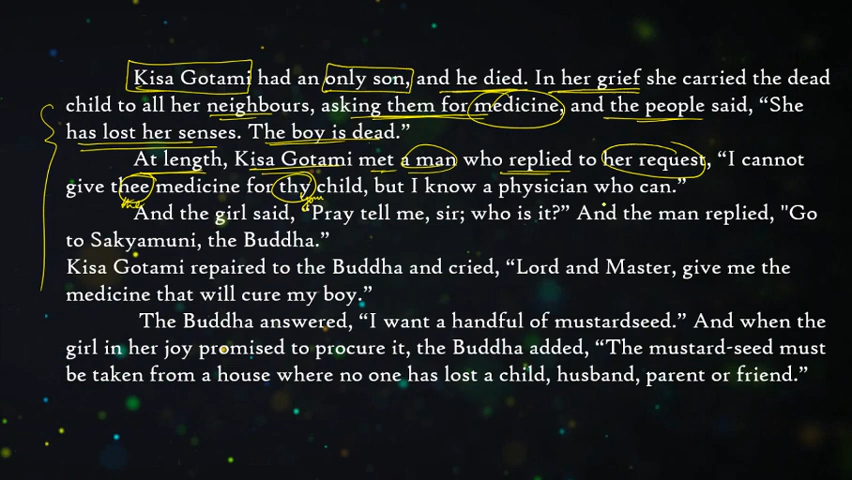 Kisa Gotami had an only son, and he died. In her grief she carried the dead
child to all her neighbours, asking them for medicine, and the people said, “She
has lost her senses. The boy is dead.”
At length, Kisa Gotami met a man who replied to her request, “I cannot
give thee medicine for thy child, but I know a physician who can.”
And the girl said, “Pray tell me, sir; who is it?” And the man replied, "Go
to Sakyamuni, the Buddha.”
Kisa Gotami repaired to the Buddha and cried, “Lord and Master, give me the
medicine that will cure my boy.”
The Buddha answered, “I want a handful of mustardseed.” And when the
girl in her joy promised to procure it, the Buddha added, “The mustard-seed must
be taken from a house where no one has lost a child, husband, parent or friend.”